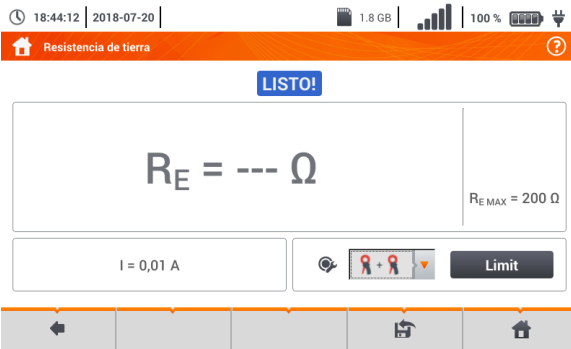 18:44:12 2018-07-20 1.8 GB 100 %
Resistencia de tierra ?
LISTO!
RE = --- Ω
RE MAX = 200 Ω
I = 0,01 A
+
Limit